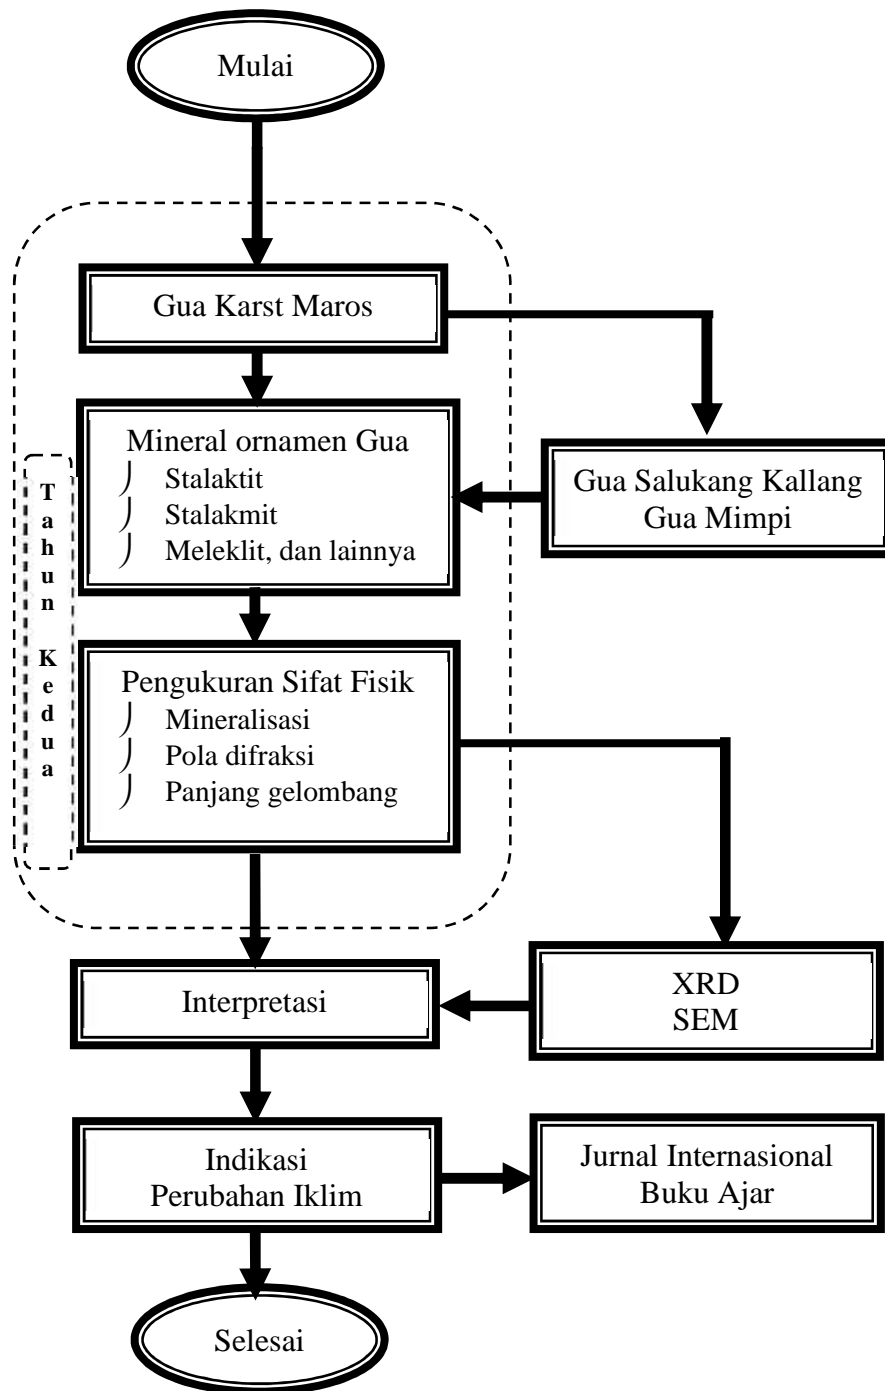 Mulai
Gua Karst Maros
Mineral ornamen Gua
Stalaktit
Stalakmit
Meleklit, dan lainnya
Gua Salukang Kallang
Gua Mimpi
Tahun Kedua
Pengukuran Sifat Fisik
Mineralisasi
Pola difraksi
Panjang gelombang
Interpretasi
XRD
SEM
Indikasi
Perubahan Iklim
Jurnal Internasional
Buku Ajar
Selesai